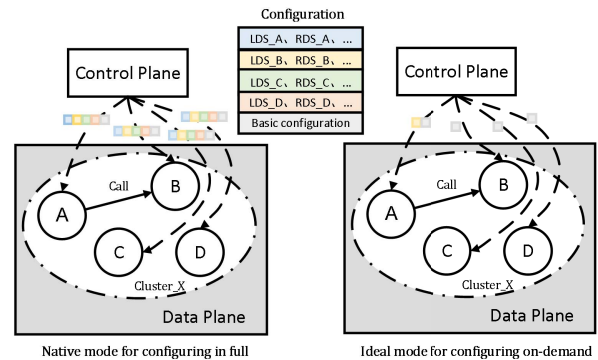 Configuration
LDS_A、RDS_A、...
LDS_B、RDS_B、...
LDS_C、RDS_C、...
LDS_D、RDS_D、...
Basic configuration
Control Plane
A
Call
B
C
D
Cluster_X
Data Plane
Native mode for configuring in full
Control Plane
A
Call
B
C
D
Cluster_X
Data Plane
Ideal mode for configuring on-demand